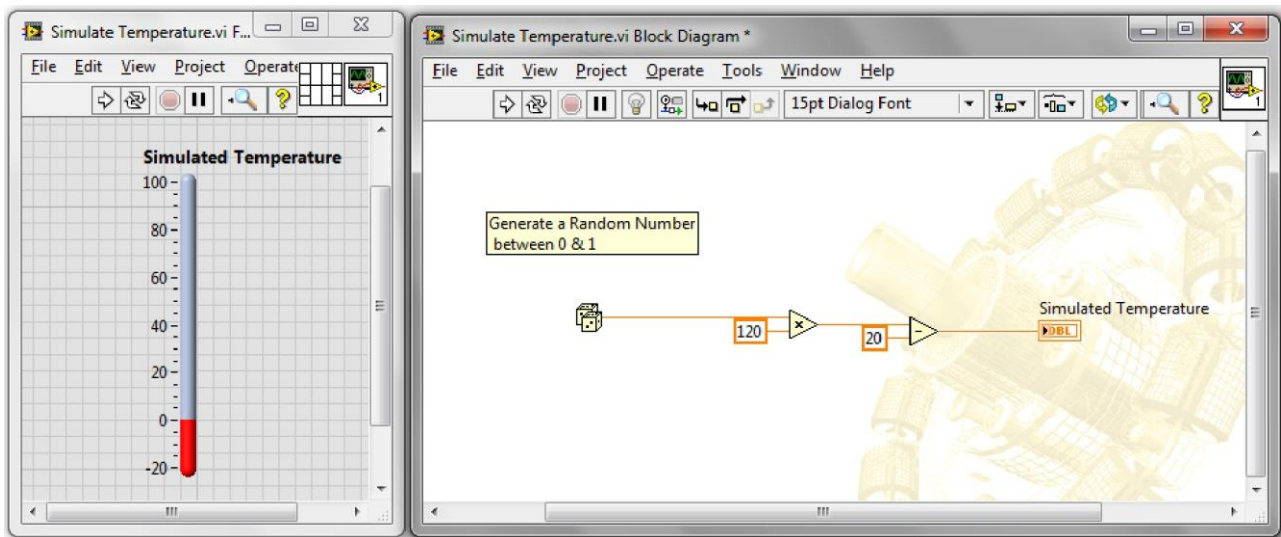 Simulate Temperature.vi F...
File Edit View Project Operate
1
Simulated Temperature
100
80
60
40
20
0
-20
Simulate Temperature.vi Block Diagram *
File Edit View Project Operate Tools Window Help
15pt Dialog Font
1
Generate a Random Number
between 0 & 1
120
x
20
-
Simulated Temperature
DBL